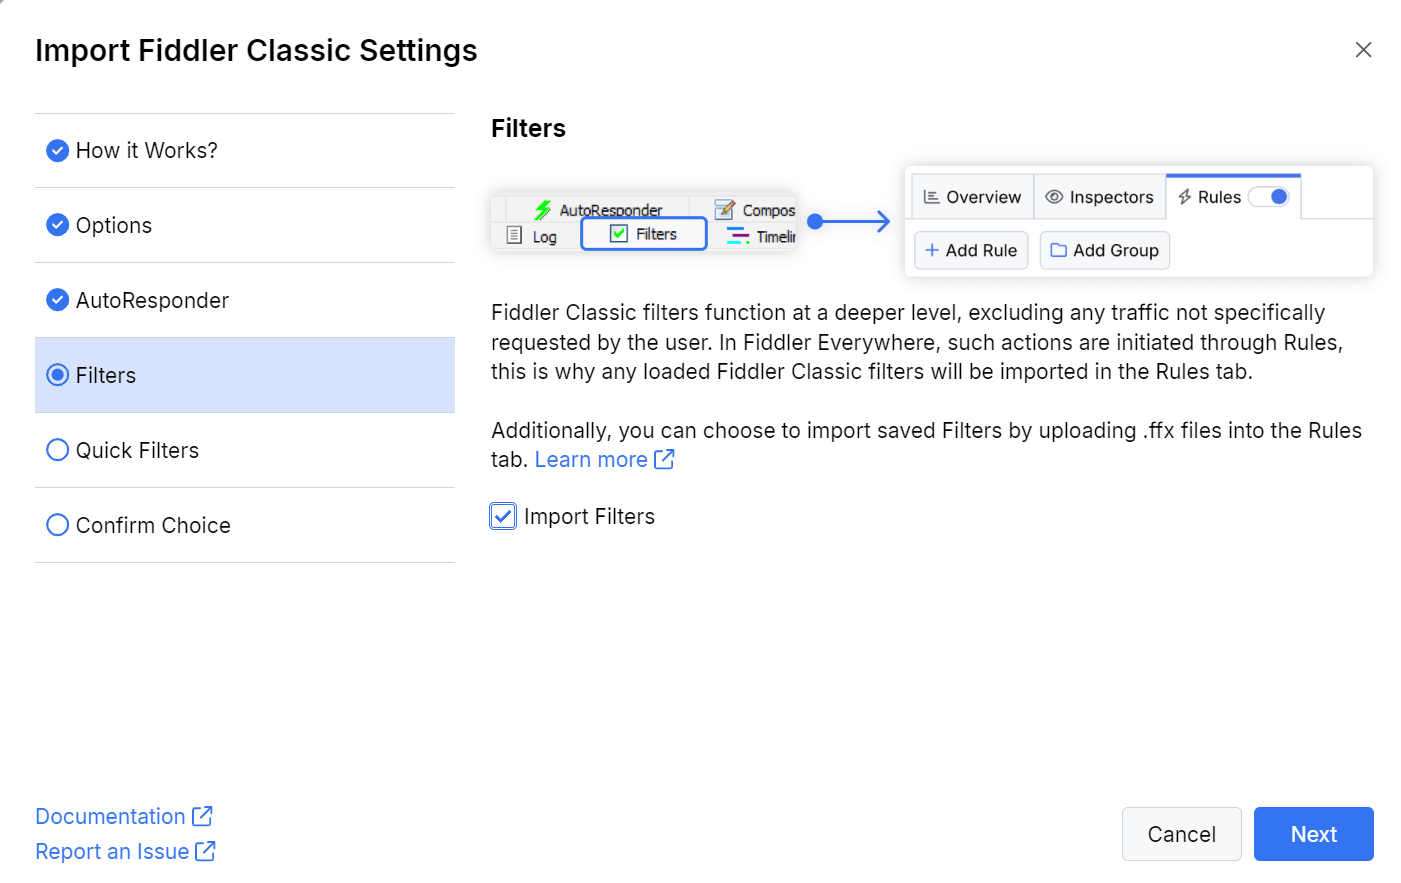 Import Fiddler Classic Settings
How it Works?
Options
AutoResponder
Filters
Quick Filters
Confirm Choice
Filters
AutoResponder
Compos
Log
Filters
Timelin
Overview
Inspectors
Rules
Add Rule
Add Group
Fiddler Classic filters function at a deeper level, excluding any traffic not specifically
requested by the user. In Fiddler Everywhere, such actions are initiated through Rules,
this is why any loaded Fiddler Classic filters will be imported in the Rules tab.
Additionally, you can choose to import saved Filters by uploading .ffx files into the Rules
tab. Learn more
Import Filters
Documentation
Report an Issue
Cancel
Next